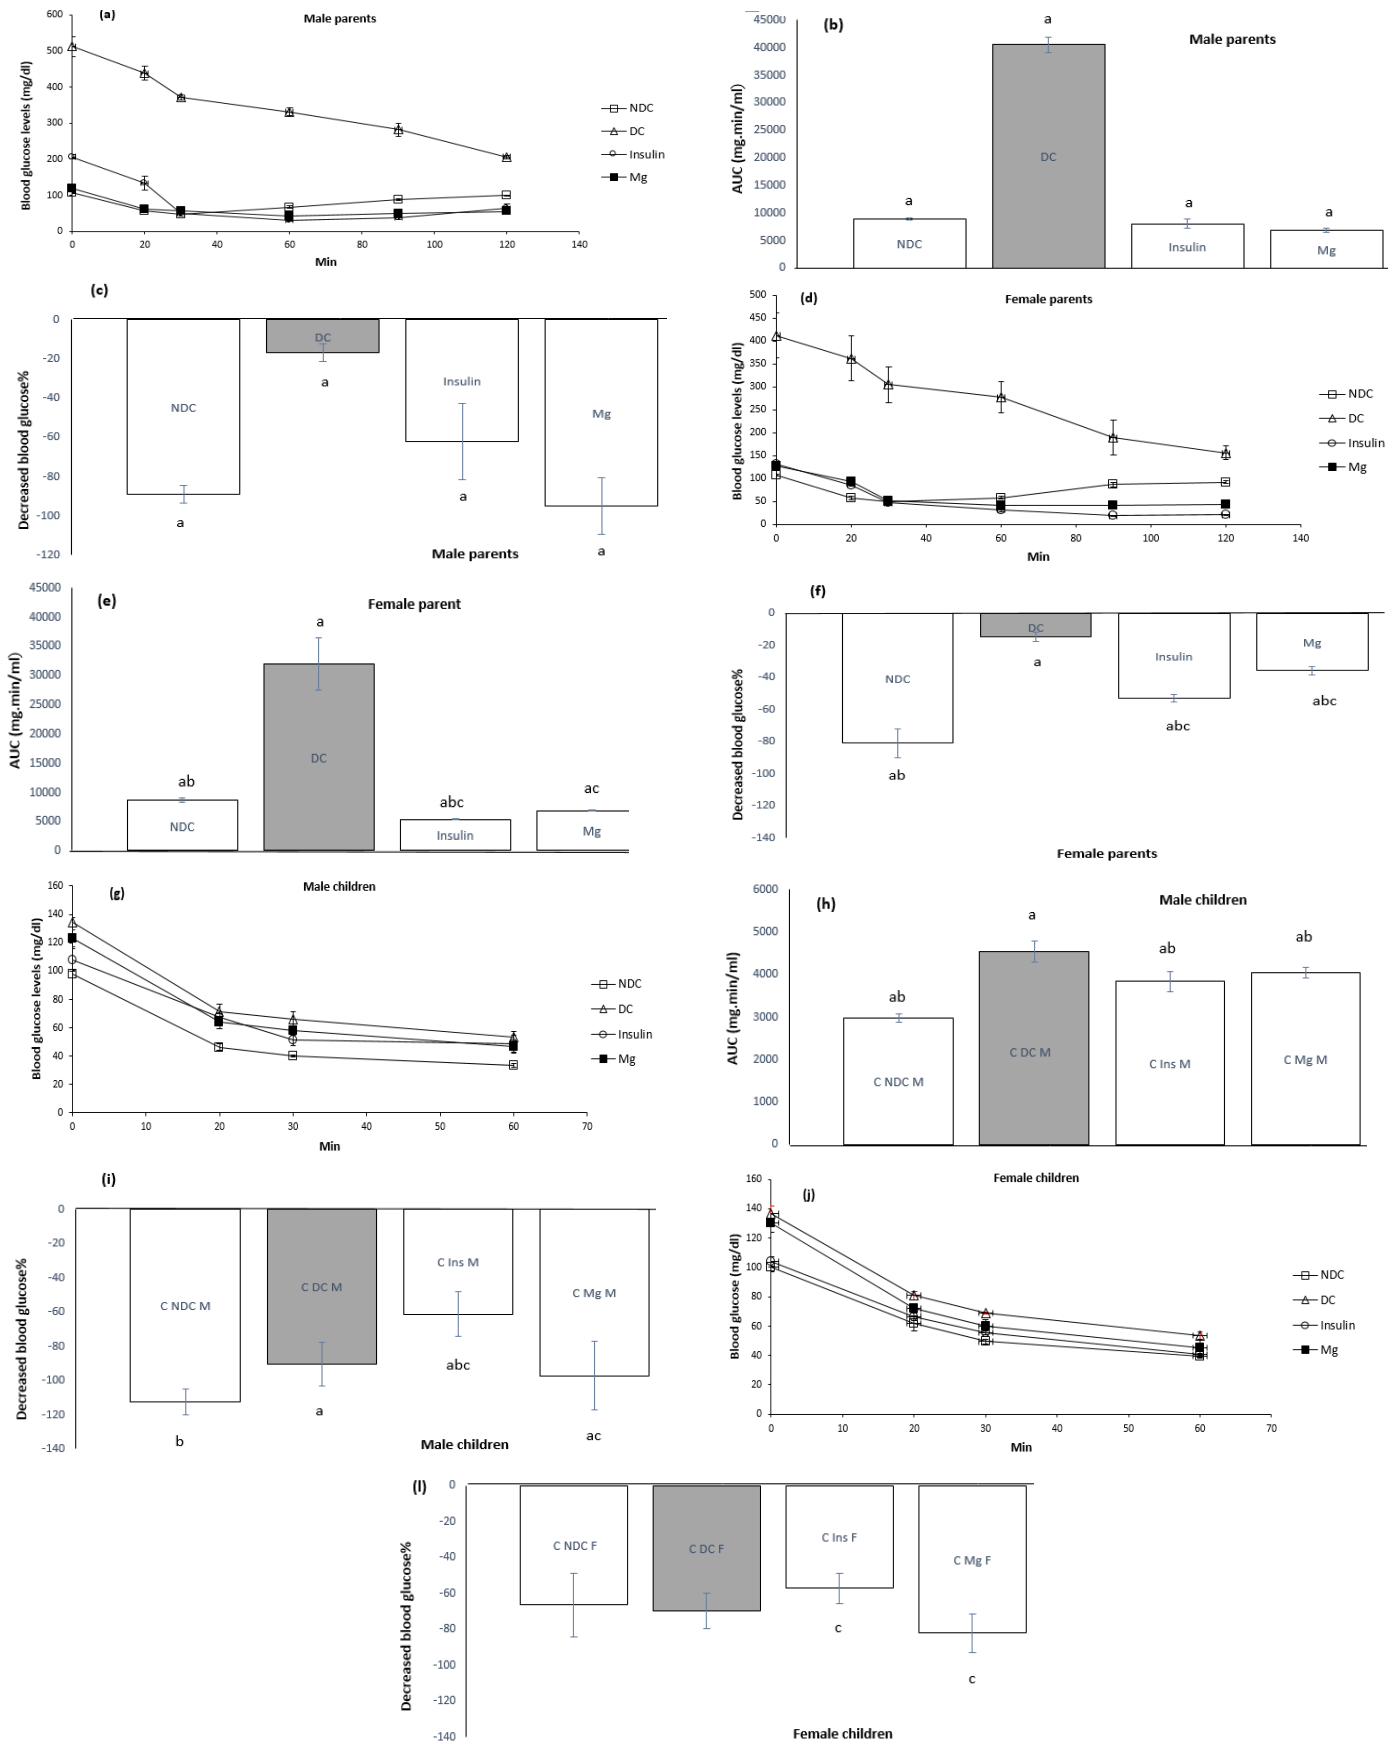 (a)
Male parents
Blood glucose levels (mg/dl)
600
500
400
300
200
100
0
0
20
40
60
80
100
120
140
Min
NDC
DC
Insulin
Mg
(b)
Male parents
AUC (mg.min/ml)
45000
40000
35000
30000
25000
20000
15000
10000
5000
0
a
a
a
a
NDC
DC
Insulin
Mg
(c)
Decreased blood glucose%
0
-20
-40
-60
-80
-100
-120
NDC
DC
Insulin
Mg
a
a
a
a
Male parents
(d)
Female parents
Blood glucose levels (mg/dl)
500
450
400
350
300
250
200
150
100
50
0
0
20
40
60
80
100
120
140
Min
NDC
DC
Insulin
Mg
(e)
Female parent
AUC (mg.min/ml)
45000
40000
35000
30000
25000
20000
15000
10000
5000
0
ab
a
abc
ac
NDC
DC
Insulin
Mg
(f)
Decreased blood glucose%
0
-20
-40
-60
-80
-100
-120
-140
NDC
DC
Insulin
Mg
ab
a
abc
abc
Female parents
(g)
Male children
Blood glucose levels (mg/dl)
160
140
120
100
80
60
40
20
0
0
10
20
30
40
50
60
70
Min
NDC
DC
Insulin
Mg
(h)
Male children
AUC (mg.min/ml)
6000
5000
4000
3000
2000
1000
0
ab
a
ab
ab
C NDC M
C DC M
C Ins M
C Mg M
(i)
Decreased blood glucose%
0
-20
-40
-60
-80
-100
-120
-140
C NDC M
C DC M
C Ins M
C Mg M
b
a
abc
ac
Male children
(j)
Female children
Blood glucose (mg/dl)
160
140
120
100
80
60
40
20
0
0
10
20
30
40
50
60
70
Min
NDC
DC
Insulin
Mg
(l)
Decreased blood glucose%
0
-20
-40
-60
-80
-100
-120
-140
C NDC F
C DC F
C Ins F
C Mg F
c
c
Female children